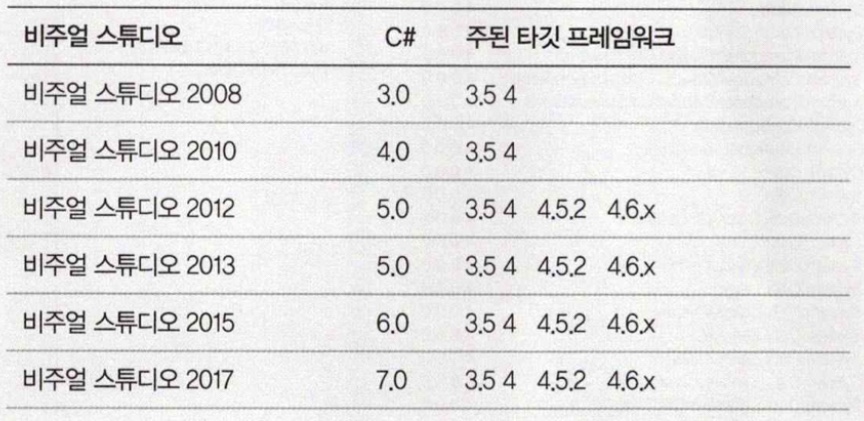 비주얼 스튜디오 C# 주된 타깃 프레임워크
비주얼 스튜디오 2008 3.0 3.5 4
비주얼 스튜디오 2010 4.0 3.5 4
비주얼 스튜디오 2012 5.0 3.5 4 4.5.2 4.6.x
비주얼 스튜디오 2013 5.0 3.5 4 4.5.2 4.6.x
비주얼 스튜디오 2015 6.0 3.5 4 4.5.2 4.6.x
비주얼 스튜디오 2017 7.0 3.5 4 4.5.2 4.6.x